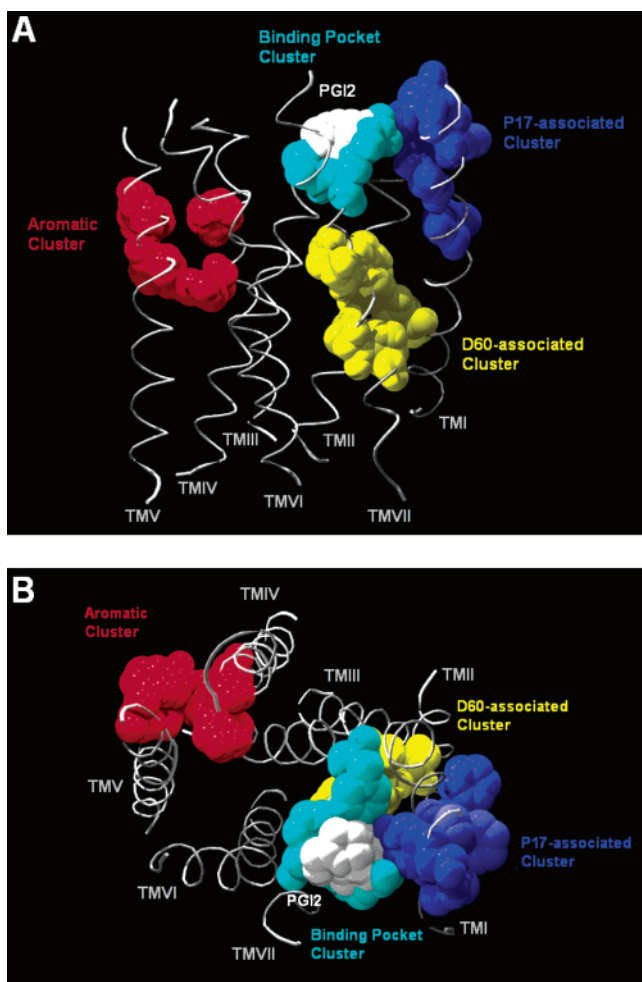 A
Binding Pocket
Cluster
PGI2
P17-associated
Cluster
Aromatic
Cluster
D60-associated
Cluster
TMI
TMIII
TMII
TMIV
TMVI
TMV
TMVII
B
TMIV
Aromatic
Cluster
TMIII
TMII
D60-associated
Cluster
TMV
P17-associated
Cluster
TMVI
PGI2
TMI
TMVII
Binding Pocket
Cluster